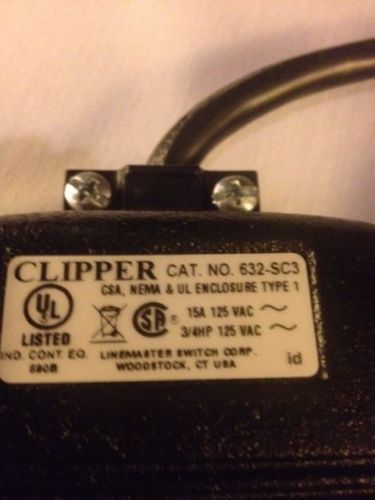 CLIPPER CAT. NO. 632-SC3
CSA, NEMA & UL ENCLOSURE TYPE 1
UL
LISTED
IND. CONT. EQ.
690B
SA
15A 125 VAC ~
3/4HP 125 VAC ~
LINEMASTER SWITCH CORP.
WOODSTOCK, CT USA
id